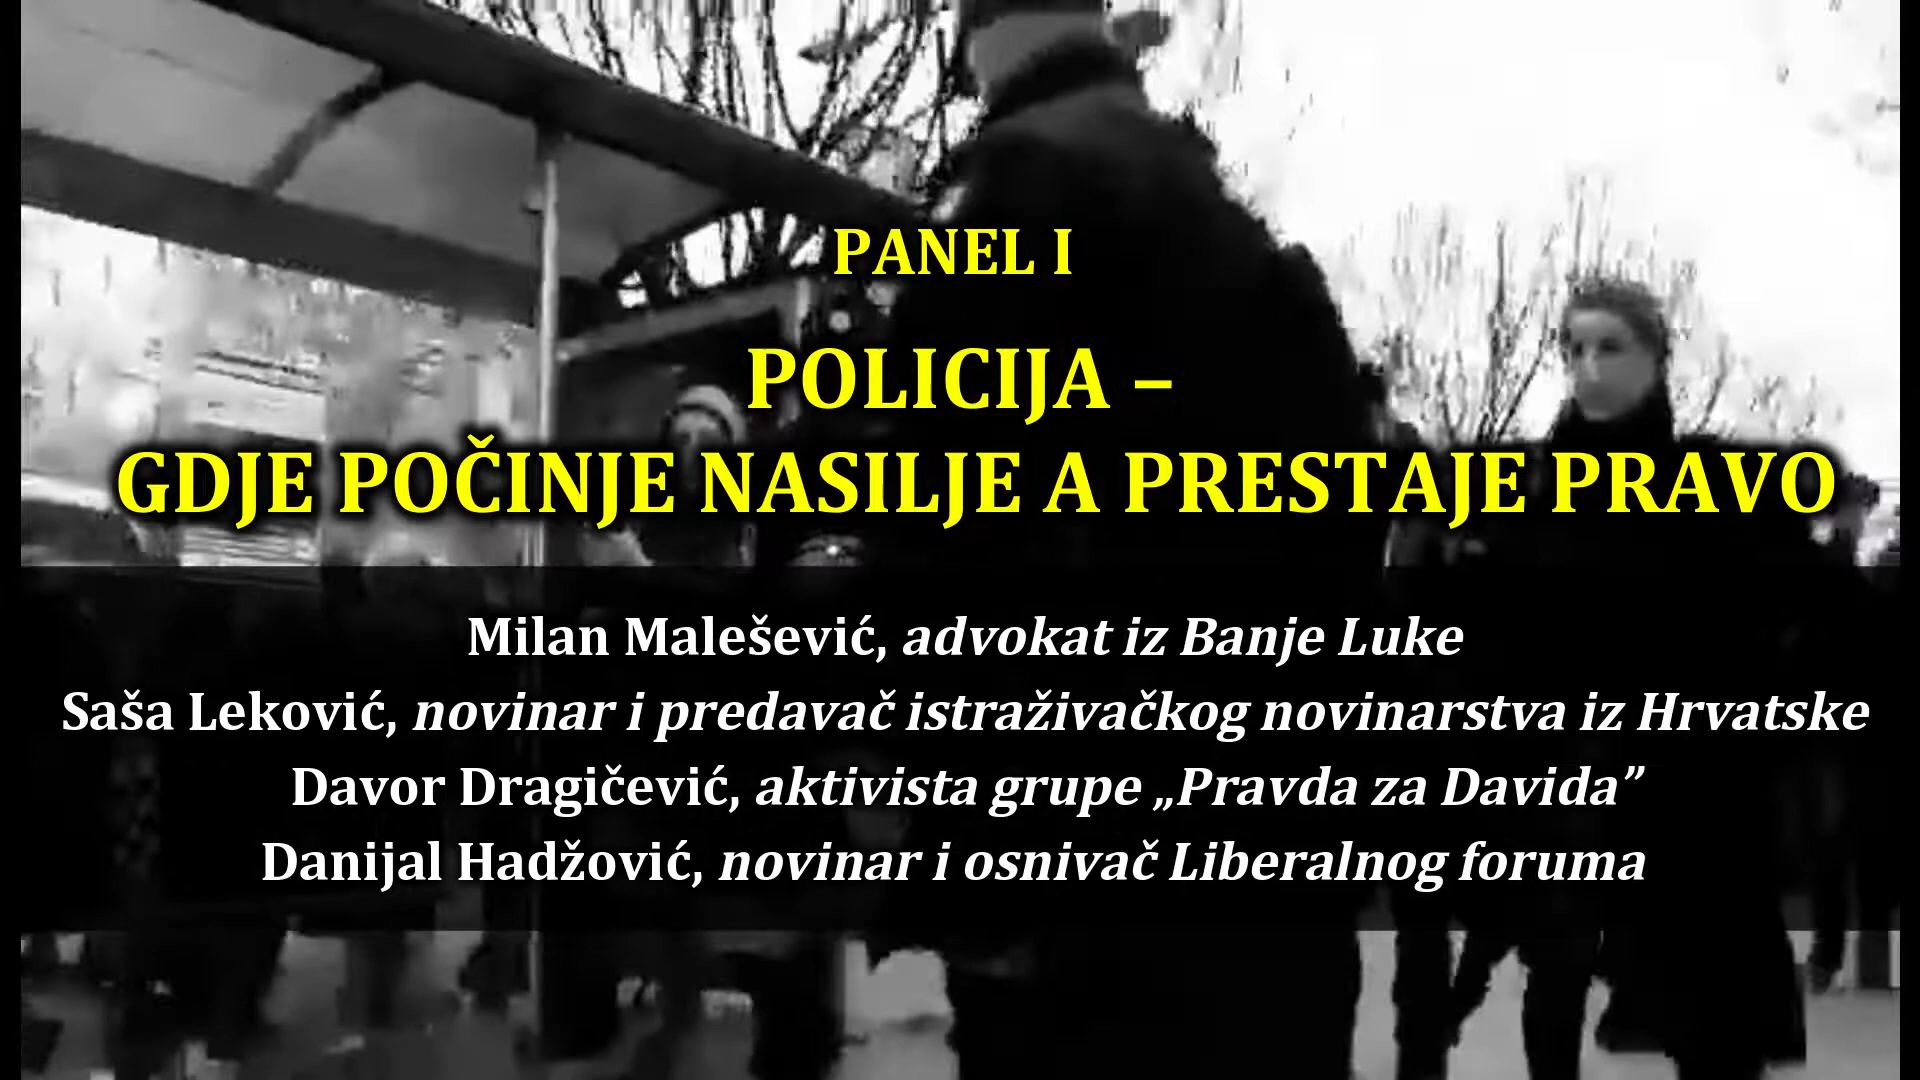 PANEL I
POLICIJA –
GDJE POČINJE NASILJE A PRESTAJE PRAVO
Milan Malešević, advokat iz Banje Luke
Saša Leković, novinar i predavač istraživačkog novinarstva iz Hrvatske
Davor Dragičević, aktivista grupe „Pravda za Davida”
Danijal Hadžović, novinar i osnivač Liberalnog foruma